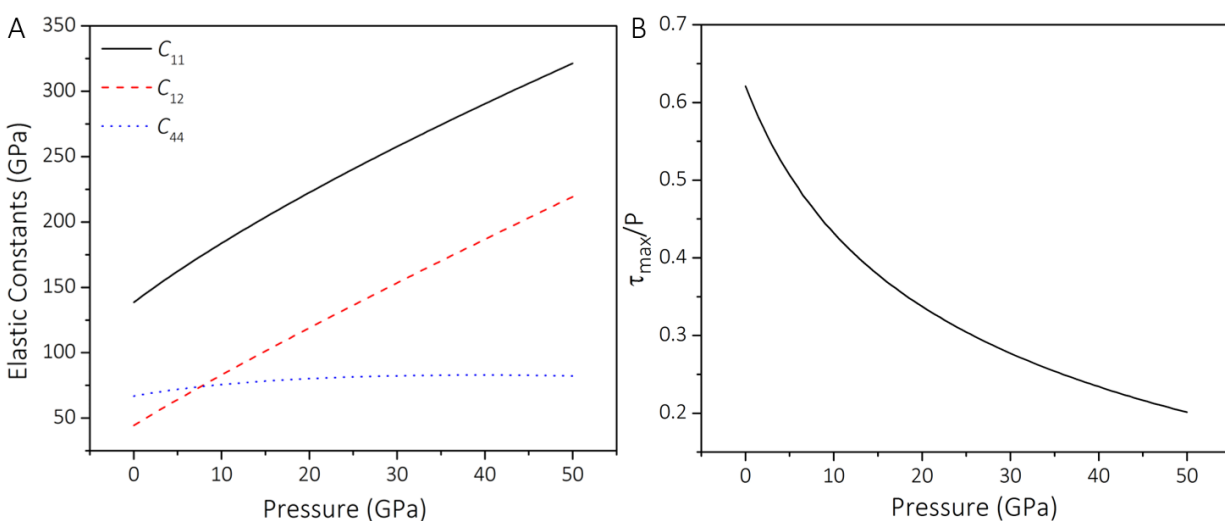 A
Elastic Constants (GPa)
350
300
250
200
150
100
50
C₁₁
C₁₂
C₄₄
0 10 20 30 40 50
Pressure (GPa)
B
τmax/P
0.7
0.6
0.5
0.4
0.3
0.2
0 10 20 30 40 50
Pressure (GPa)